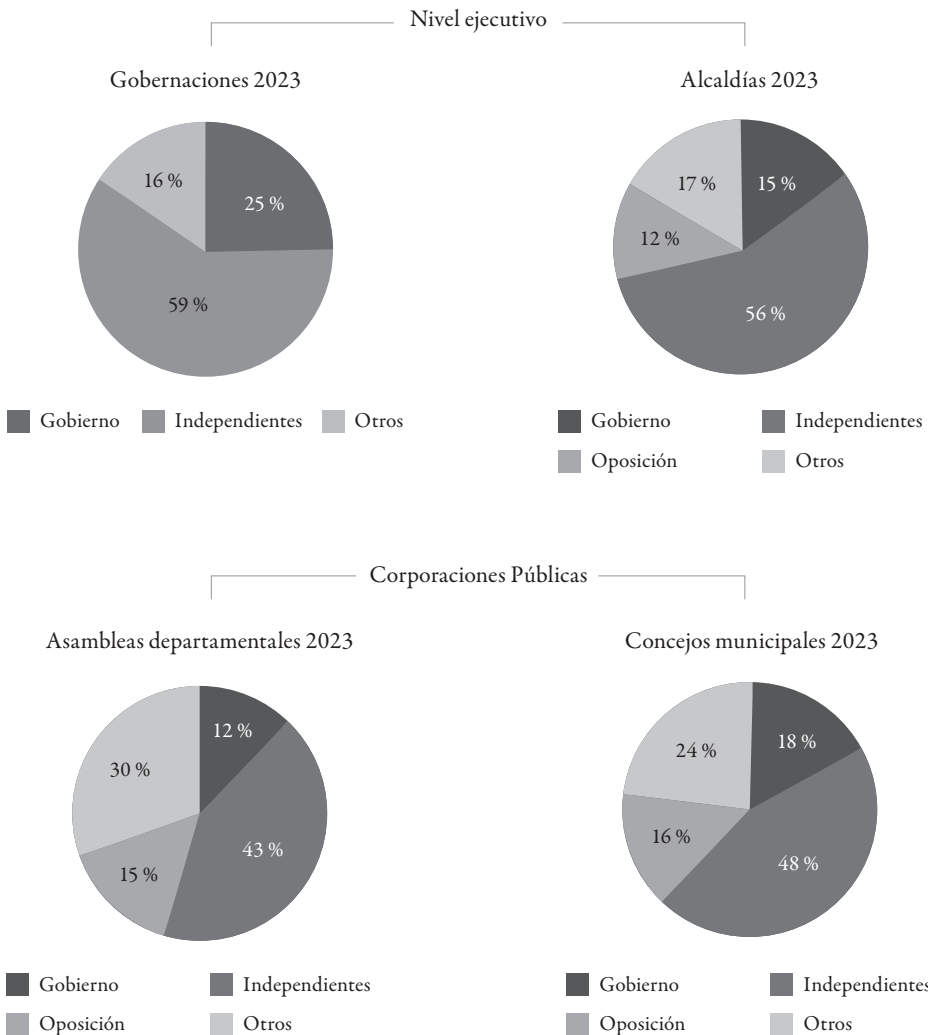 Nivel ejecutivo
Gobernaciones 2023
16 %
25 %
59 %
Gobierno Independientes Otros
Alcaldías 2023
17 %
15 %
12 %
56 %
Gobierno Independientes
Oposición Otros
Corporaciones Públicas
Asambleas departamentales 2023
12 %
30 %
43 %
15 %
Gobierno Independientes
Oposición Otros
Concejos municipales 2023
18 %
24 %
16 %
48 %
Gobierno Independientes
Oposición Otros